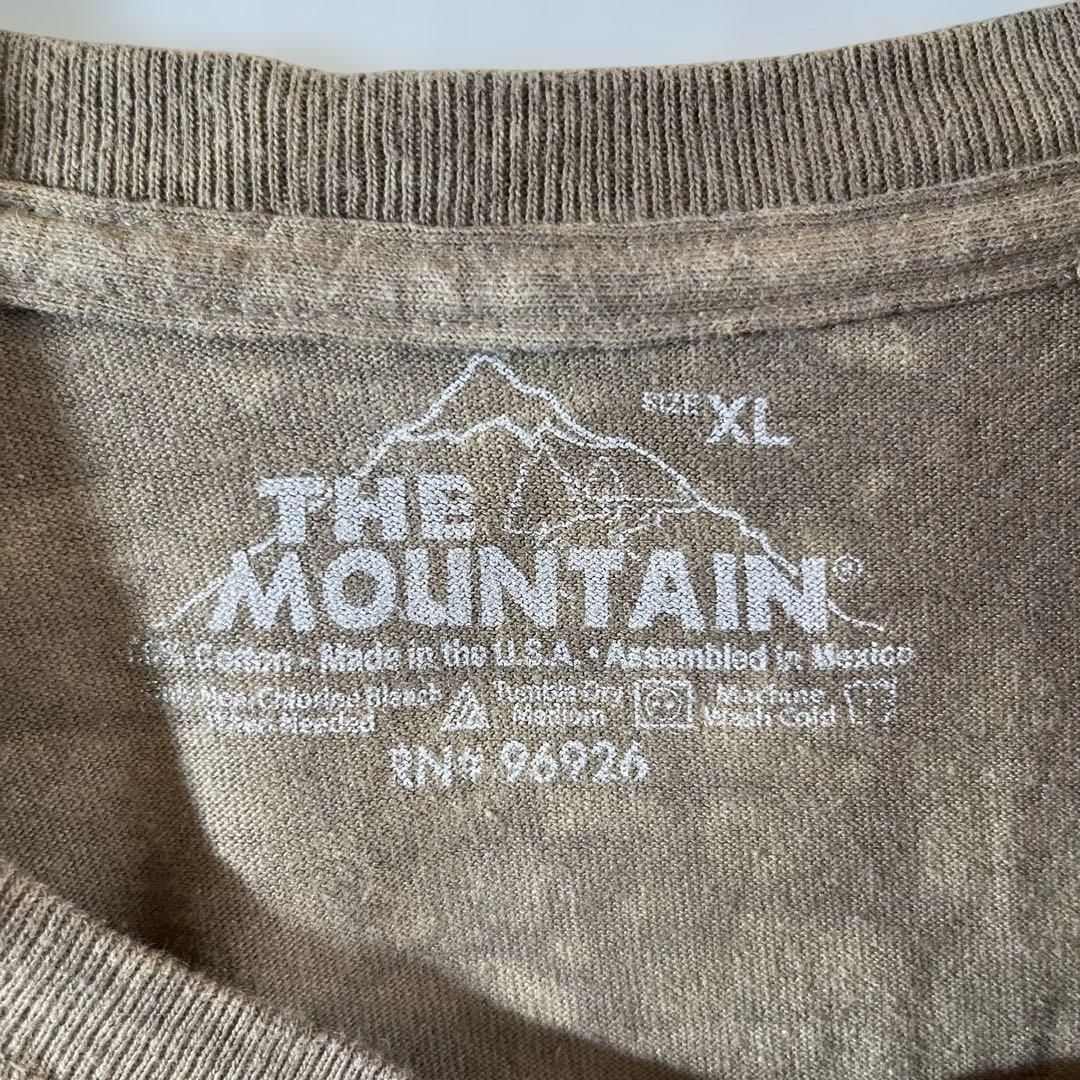 SIZE XL
THE
MOUNTAIN®
% Cotton • Made in the U.S.A. • Assembled in Mexico
Non-Chlorine Bleach Tumble Dry Machine
When Needed Medium Wash Cold
RN# 96926